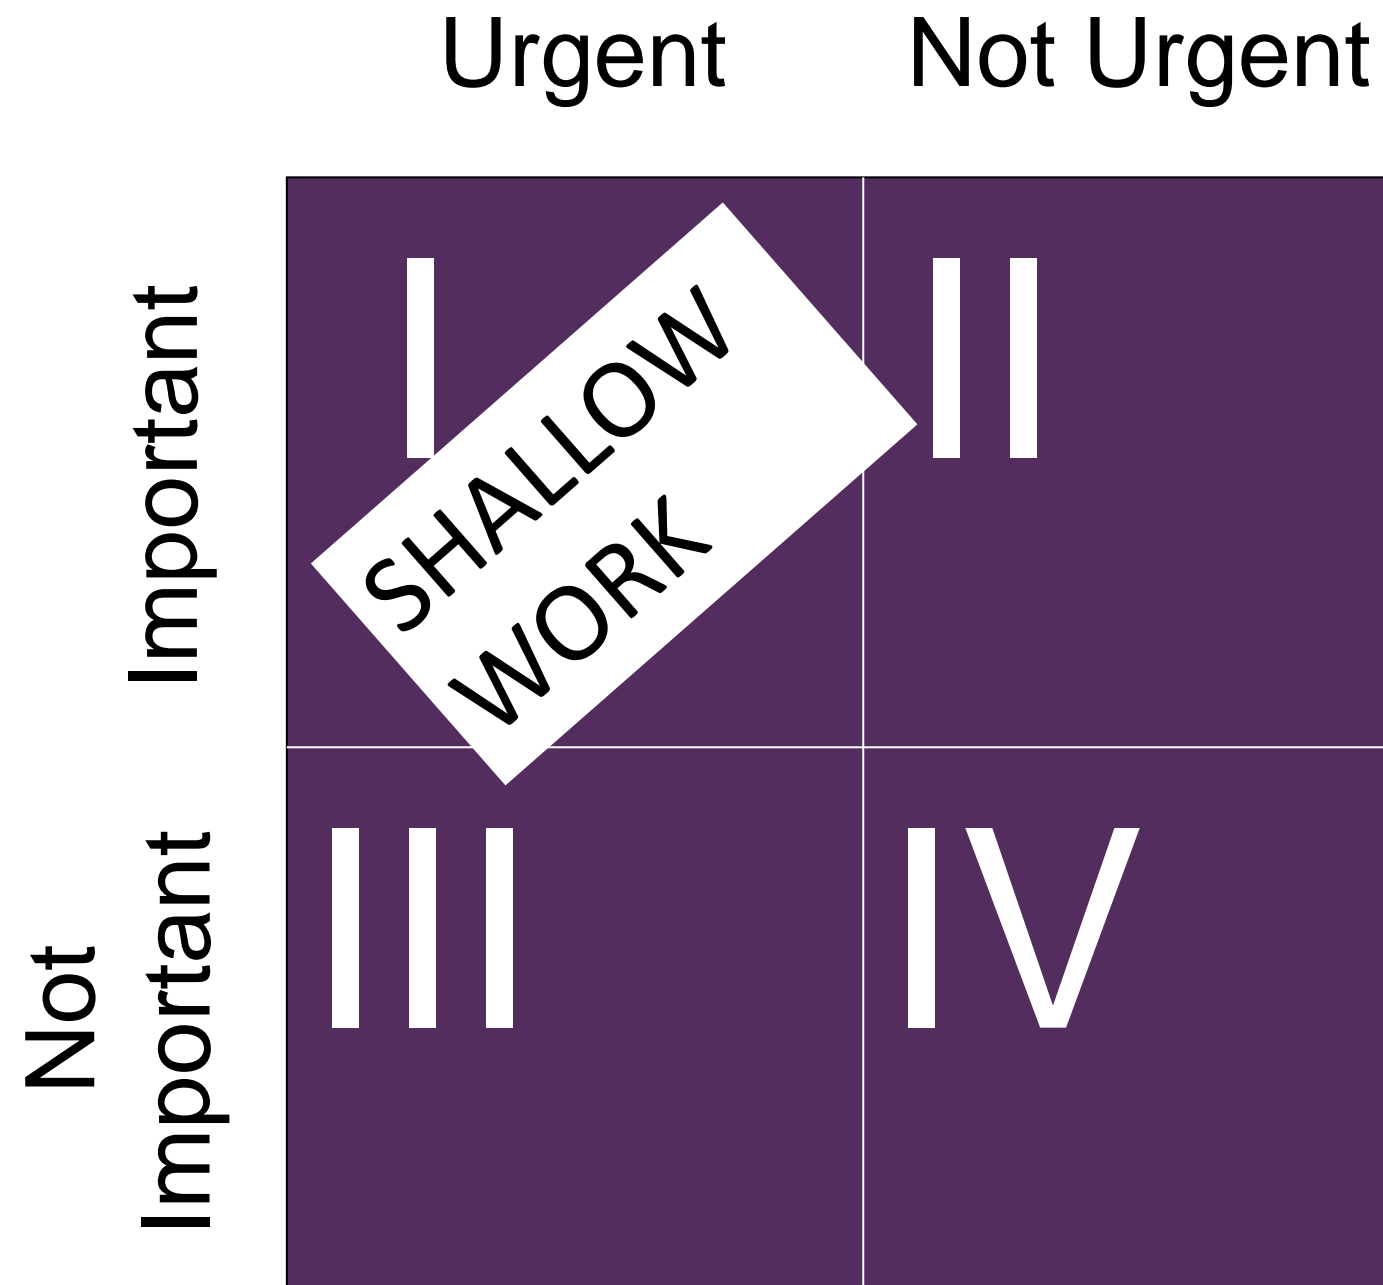 Urgent Not Urgent
Important
I II
SHALLOW
WORK
Not
Important
III IV